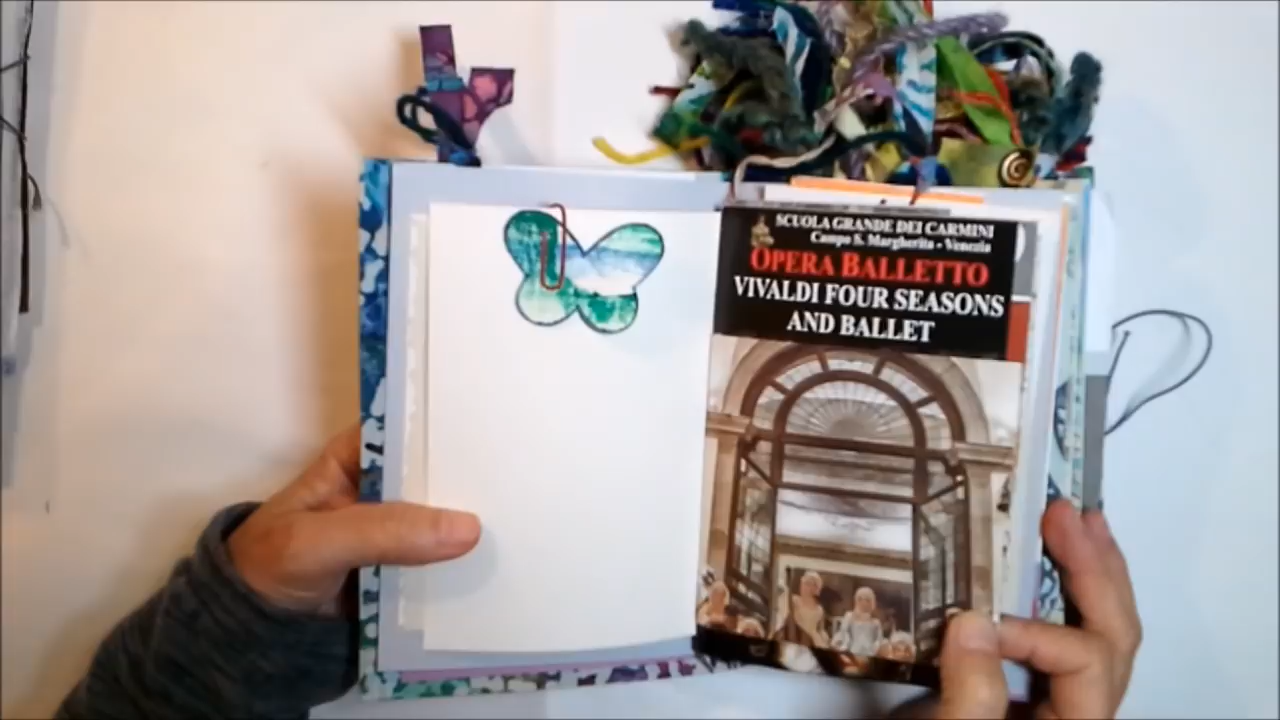 SCUOLA GRANDE DEI CARMINI
Campo S. Margherita - Venezia
OPERA BALLETTO
VIVALDI FOUR SEASONS
AND BALLET